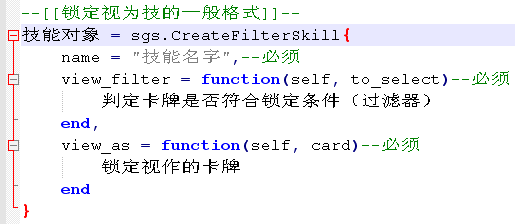 --[[锁定视为技的一般格式]]--
技能对象 = sgs.CreateFilterSkill{
name = "技能名字",--必须
view_filter = function(self, to_select)--必须
判定卡牌是否符合锁定条件（过滤器）
end,
view_as = function(self, card)--必须
锁定视作的卡牌
end
}